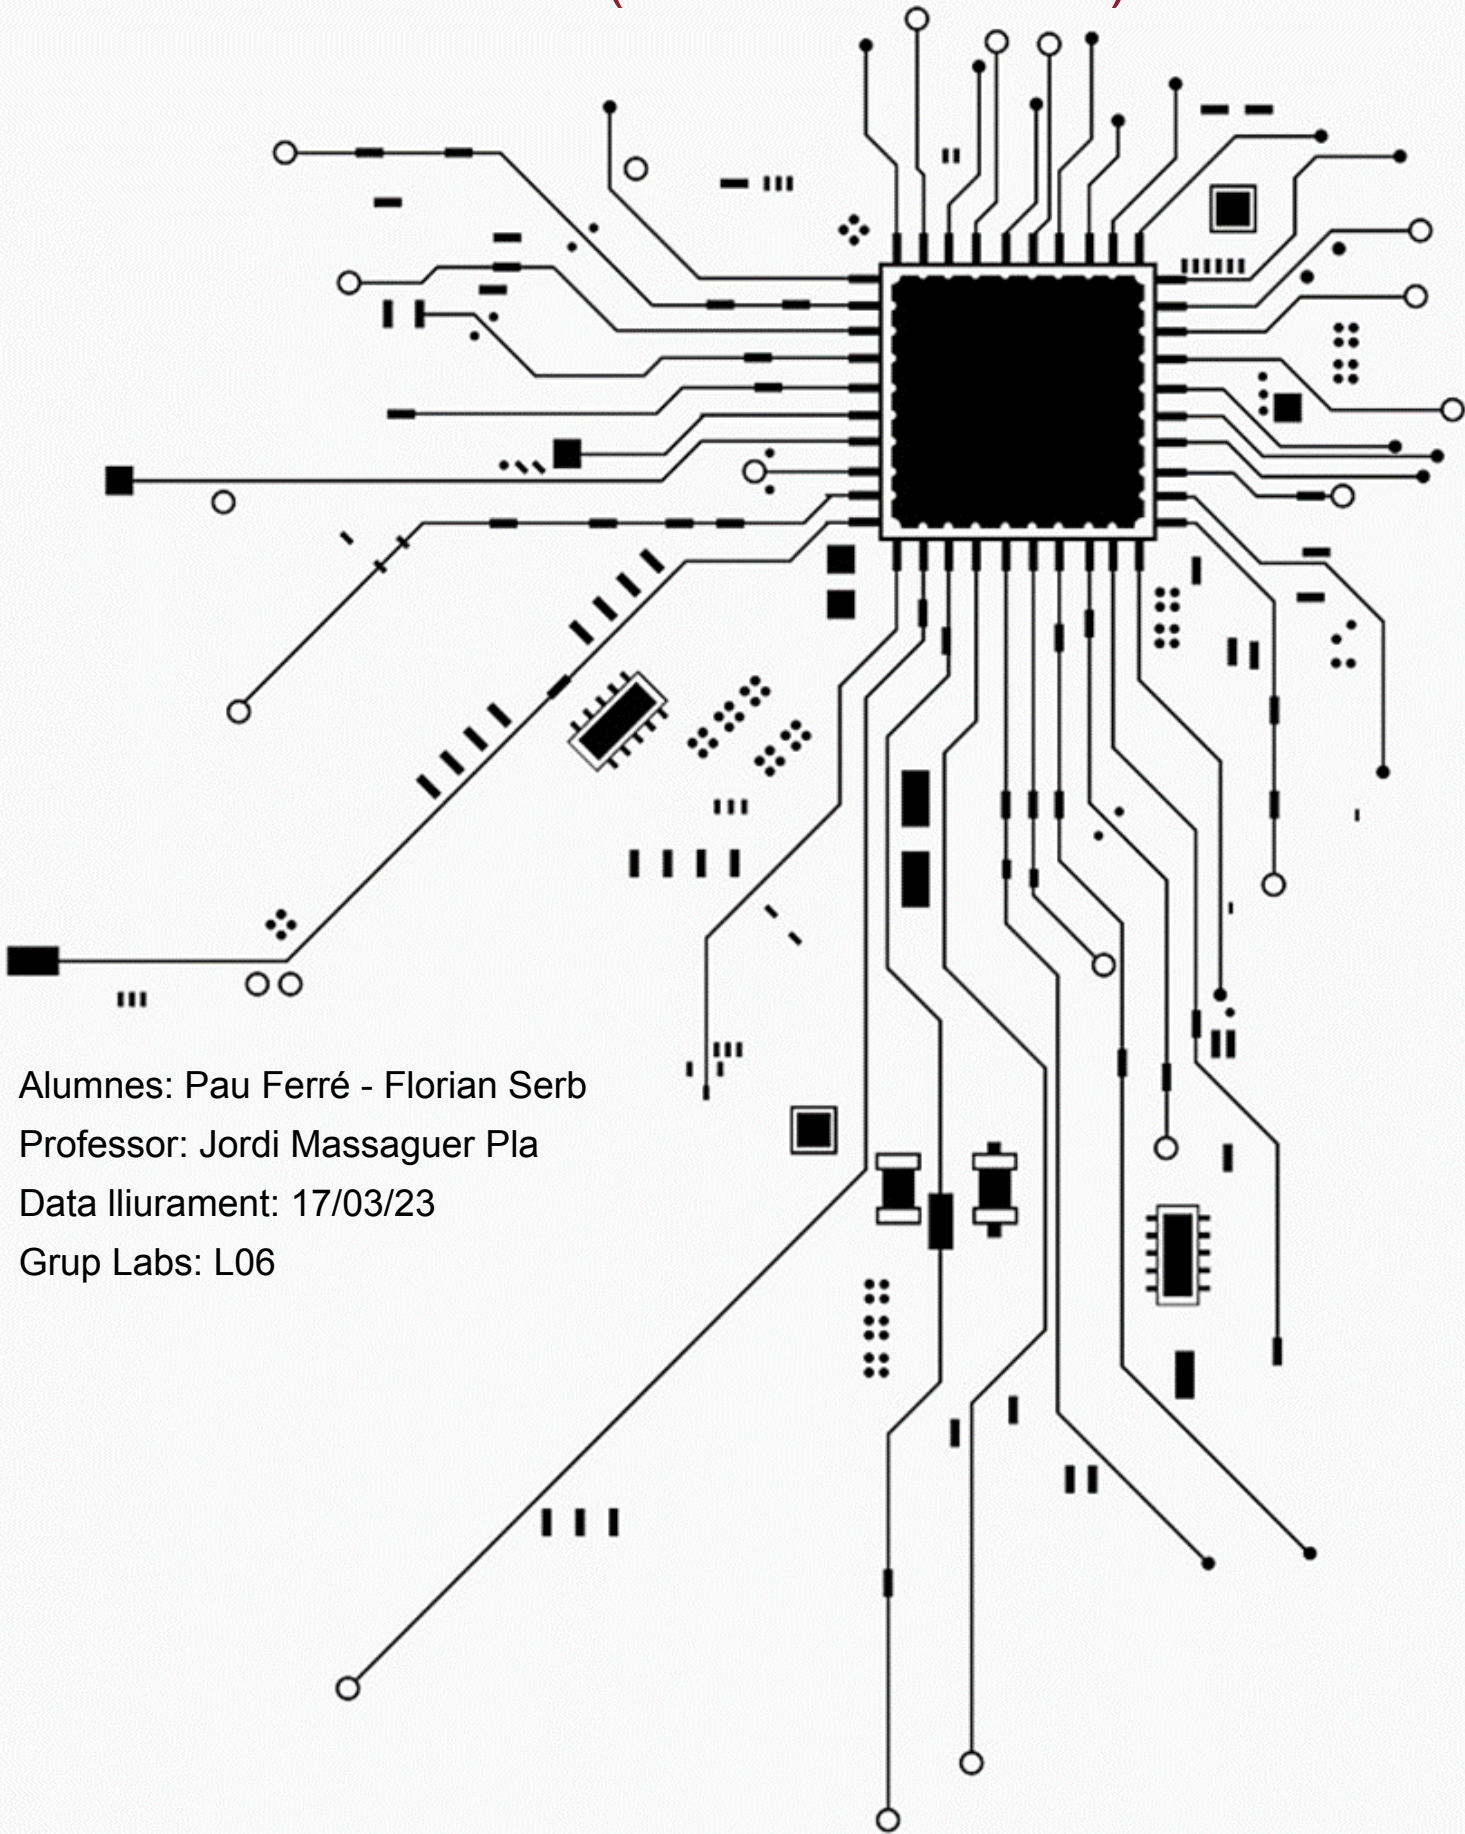 Alumnes: Pau Ferré - Florian Serb
Professor: Jordi Massaguer Pla
Data lliurament: 17/03/23
Grup Labs: L06